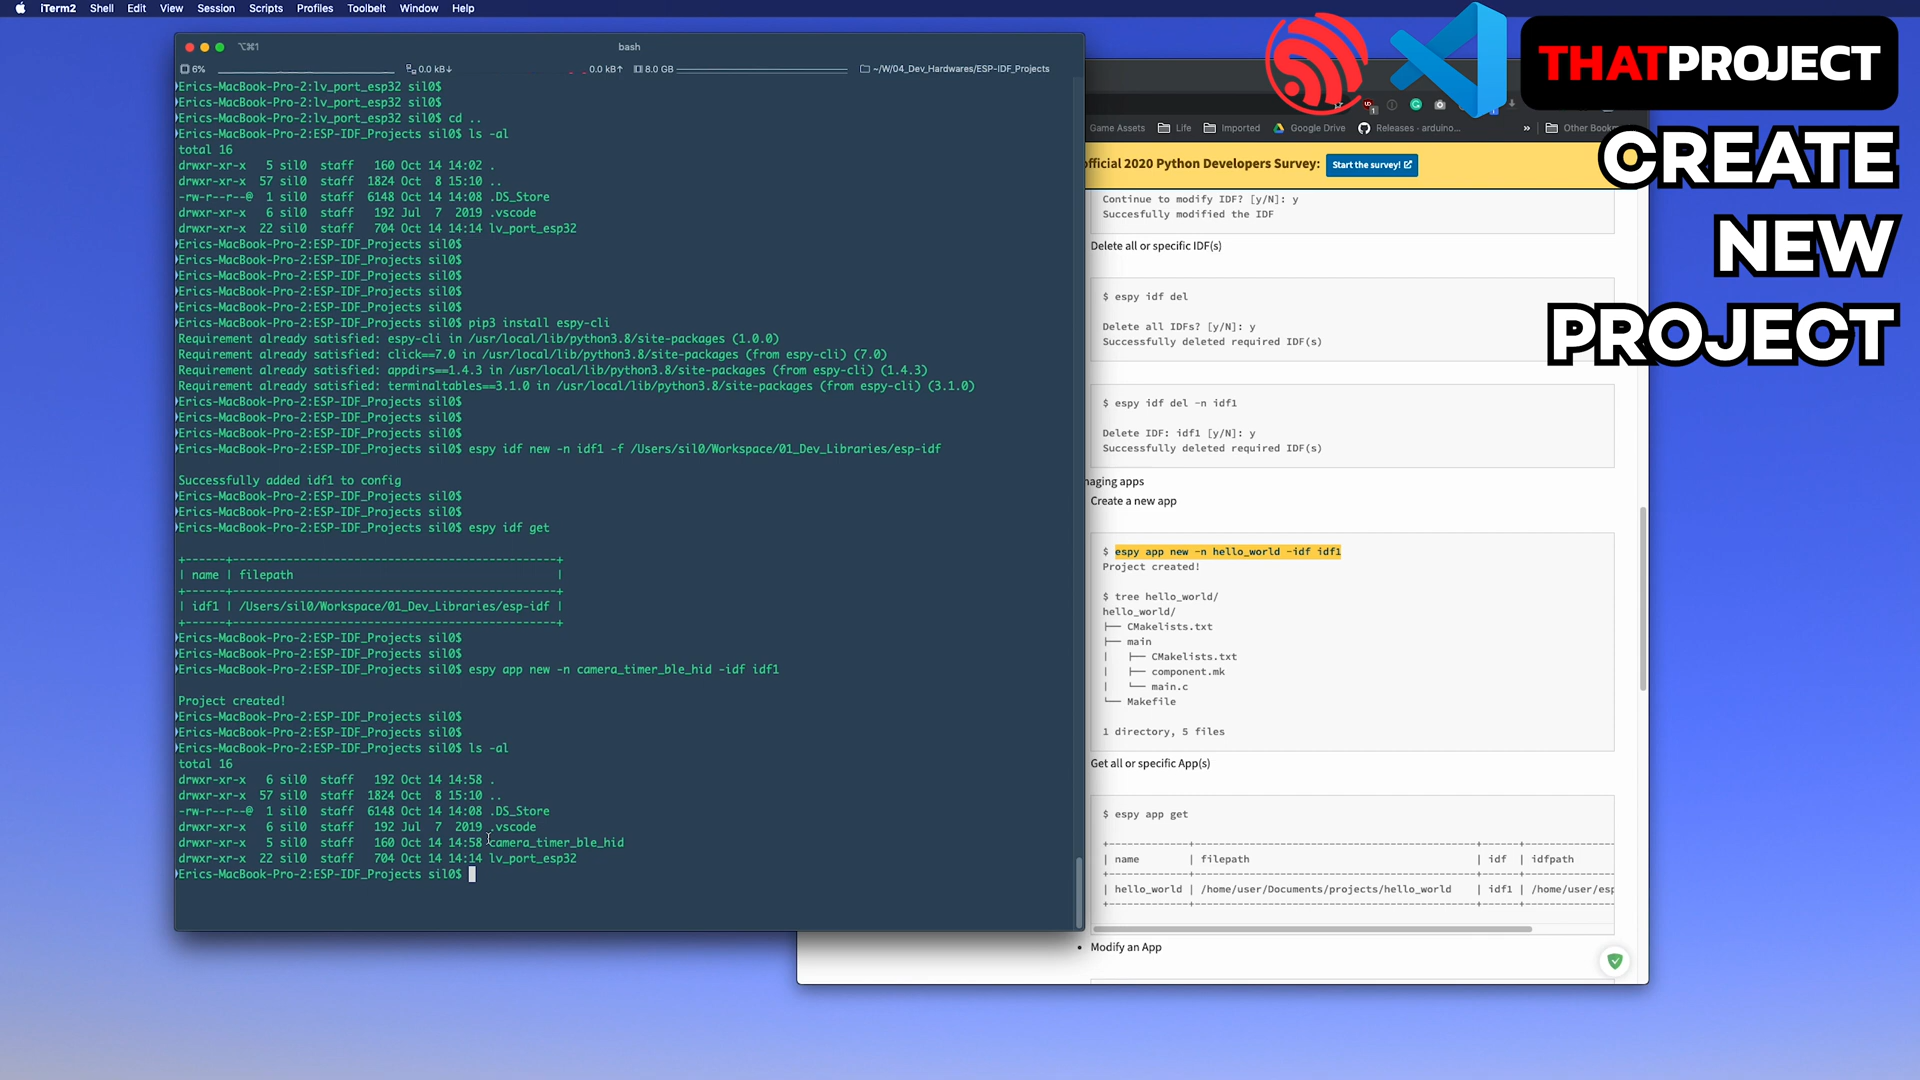 iTerm2 Shell Edit View Session Scripts Profiles Toolbelt Window Help
⌥⌘1 bash
6% 0.0 kB↓ 0.0 kB↑ 8.0 GB ~/W/04_Dev_Hardwares/ESP-IDF_Projects
Erics-MacBook-Pro-2:lv_port_esp32 sil0$
Erics-MacBook-Pro-2:lv_port_esp32 sil0$
Erics-MacBook-Pro-2:lv_port_esp32 sil0$ cd ..
Erics-MacBook-Pro-2:ESP-IDF_Projects sil0$ ls -al
total 16
drwxr-xr-x 5 sil0 staff 160 Oct 14 14:02 .
drwxr-xr-x 57 sil0 staff 1824 Oct 8 15:10 ..
-rw-r--r--@ 1 sil0 staff 6148 Oct 14 14:08 .DS_Store
drwxr-xr-x 6 sil0 staff 192 Jul 7 2019 .vscode
drwxr-xr-x 22 sil0 staff 704 Oct 14 14:14 lv_port_esp32
Erics-MacBook-Pro-2:ESP-IDF_Projects sil0$
Erics-MacBook-Pro-2:ESP-IDF_Projects sil0$
Erics-MacBook-Pro-2:ESP-IDF_Projects sil0$
Erics-MacBook-Pro-2:ESP-IDF_Projects sil0$
Erics-MacBook-Pro-2:ESP-IDF_Projects sil0$
Erics-MacBook-Pro-2:ESP-IDF_Projects sil0$ pip3 install espy-cli
Requirement already satisfied: espy-cli in /usr/local/lib/python3.8/site-packages (1.0.0)
Requirement already satisfied: click==7.0 in /usr/local/lib/python3.8/site-packages (from espy-cli) (7.0)
Requirement already satisfied: appdirs==1.4.3 in /usr/local/lib/python3.8/site-packages (from espy-cli) (1.4.3)
Requirement already satisfied: terminaltables==3.1.0 in /usr/local/lib/python3.8/site-packages (from espy-cli) (3.1.0)
Erics-MacBook-Pro-2:ESP-IDF_Projects sil0$
Erics-MacBook-Pro-2:ESP-IDF_Projects sil0$
Erics-MacBook-Pro-2:ESP-IDF_Projects sil0$
Erics-MacBook-Pro-2:ESP-IDF_Projects sil0$ espy idf new -n idf1 -f /Users/sil0/Workspace/01_Dev_Libraries/esp-idf
Successfully added idf1 to config
Erics-MacBook-Pro-2:ESP-IDF_Projects sil0$
Erics-MacBook-Pro-2:ESP-IDF_Projects sil0$
Erics-MacBook-Pro-2:ESP-IDF_Projects sil0$ espy idf get
+------+------------------------------------------------+
| name | filepath |
+------+------------------------------------------------+
| idf1 | /Users/sil0/Workspace/01_Dev_Libraries/esp-idf |
+------+------------------------------------------------+
Erics-MacBook-Pro-2:ESP-IDF_Projects sil0$
Erics-MacBook-Pro-2:ESP-IDF_Projects sil0$
Erics-MacBook-Pro-2:ESP-IDF_Projects sil0$ espy app new -n camera_timer_ble_hid -idf idf1
Project created!
Erics-MacBook-Pro-2:ESP-IDF_Projects sil0$
Erics-MacBook-Pro-2:ESP-IDF_Projects sil0$
Erics-MacBook-Pro-2:ESP-IDF_Projects sil0$ ls -al
total 16
drwxr-xr-x 6 sil0 staff 192 Oct 14 14:58 .
drwxr-xr-x 57 sil0 staff 1824 Oct 8 15:10 ..
-rw-r--r--@ 1 sil0 staff 6148 Oct 14 14:08 .DS_Store
drwxr-xr-x 6 sil0 staff 192 Jul 7 2019 .vscode
drwxr-xr-x 5 sil0 staff 160 Oct 14 14:58 camera_timer_ble_hid
drwxr-xr-x 22 sil0 staff 704 Oct 14 14:14 lv_port_esp32
Erics-MacBook-Pro-2:ESP-IDF_Projects sil0$
THATPROJECT
CREATE
NEW
PROJECT
Game Assets Life Imported Google Drive Releases · arduino... » Other Book
official 2020 Python Developers Survey: Start the survey!
Continue to modify IDF? [y/N]: y
Succesfully modified the IDF
Delete all or specific IDF(s)
$ espy idf del
Delete all IDFs? [y/N]: y
Successfully deleted required IDF(s)
$ espy idf del -n idf1
Delete IDF: idf1 [y/N]: y
Successfully deleted required IDF(s)
naging apps
Create a new app
$ espy app new -n hello_world -idf idf1
Project created!
$ tree hello_world/
hello_world/
├── CMakelists.txt
├── main
│ ├── CMakelists.txt
│ ├── component.mk
│ └── main.c
└── Makefile
1 directory, 5 files
Get all or specific App(s)
$ espy app get
| name | filepath | idf | idfpath
| hello_world | /home/user/Documents/projects/hello_world | idf1 | /home/user/esp
• Modify an App